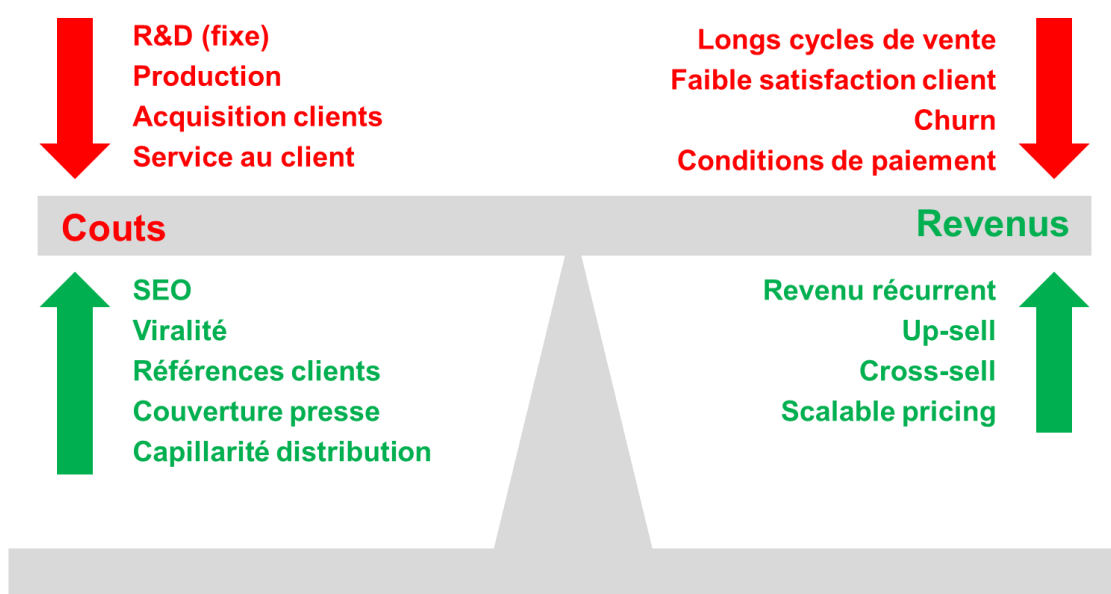 R&D (fixe)
Production
Acquisition clients
Service au client
Longs cycles de vente
Faible satisfaction client
Churn
Conditions de paiement
Couts
Revenus
SEO
Viralité
Références clients
Couverture presse
Capillarité distribution
Revenu récurrent
Up-sell
Cross-sell
Scalable pricing